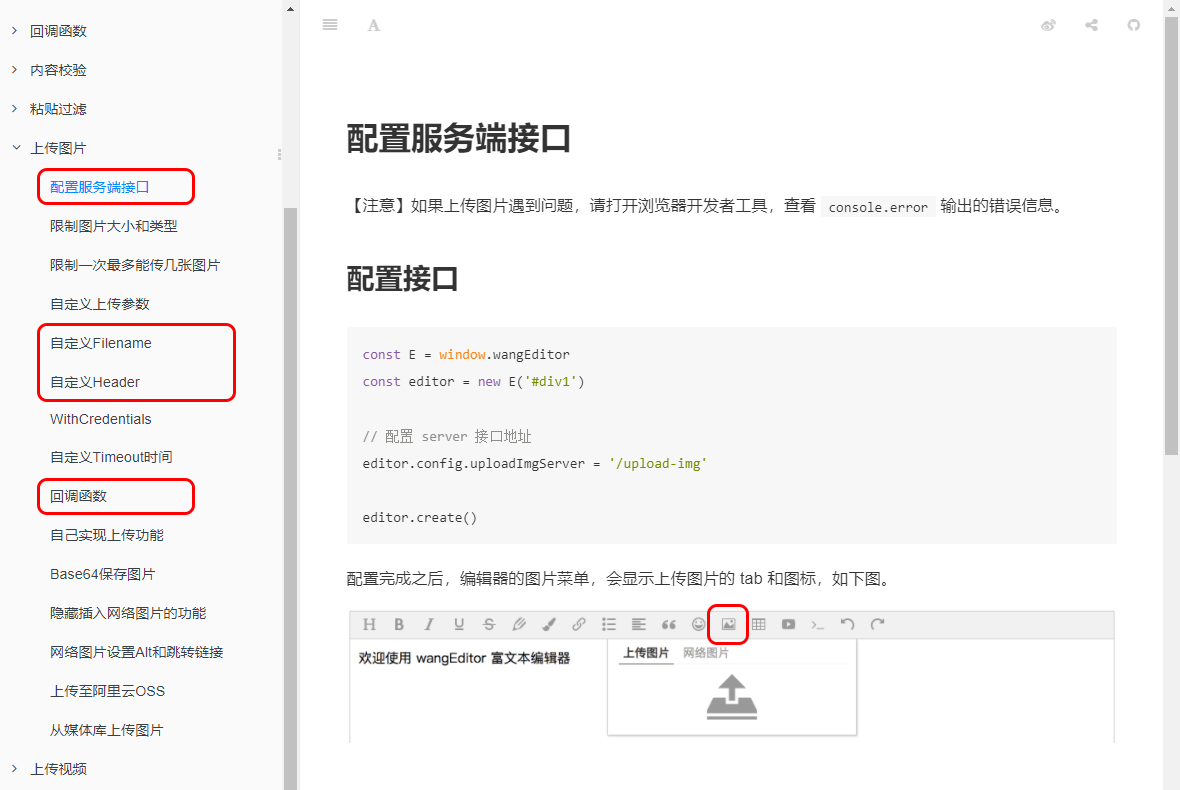 回调函数
内容校验
粘贴过滤
上传图片
配置服务端接口
限制图片大小和类型
限制一次最多能传几张图片
自定义上传参数
自定义Filename
自定义Header
WithCredentials
自定义Timeout时间
回调函数
自己实现上传功能
Base64保存图片
隐藏插入网络图片的功能
网络图片设置Alt和跳转链接
上传至阿里云OSS
从媒体库上传图片
上传视频
A
配置服务端接口
【注意】如果上传图片遇到问题，请打开浏览器开发者工具，查看 console.error 输出的错误信息。
配置接口
const E = window.wangEditor
const editor = new E('#div1')
// 配置 server 接口地址
editor.config.uploadImgServer = '/upload-img'
editor.create()
配置完成之后，编辑器的图片菜单，会显示上传图片的 tab 和图标，如下图。
H B I U S
欢迎使用 wangEditor 富文本编辑器
上传图片 网络图片